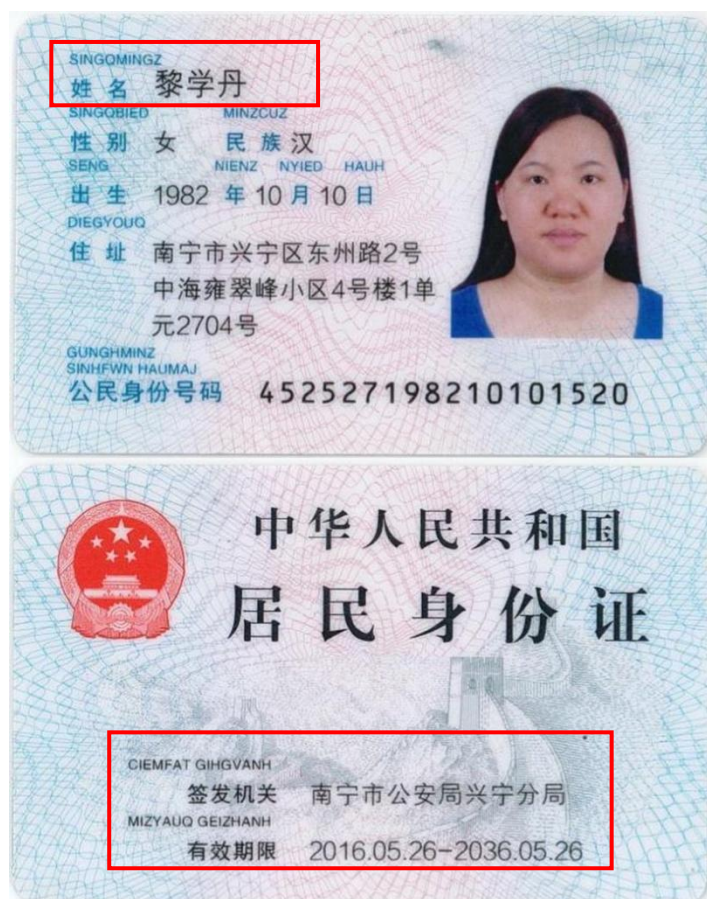 SINGQMINGZ
姓 名 黎学丹
SINGQBIED MINZCUZ
性 别 女 民 族 汉
SENG NIENZ NYIED HAUH
出 生 1982 年 10 月 10 日
DIEGYOUQ
住 址 南宁市兴宁区东州路2号
中海雍翠峰小区4号楼1单
元2704号
GUNGHMINZ
SINHFWN HAUMAJ
公民身份号码 452527198210101520
中华人民共和国
居民身份证
CIEMFAT GIHGVANH
签发机关 南宁市公安局兴宁分局
MIZYAUQ GEIZHANH
有效期限 2016.05.26-2036.05.26